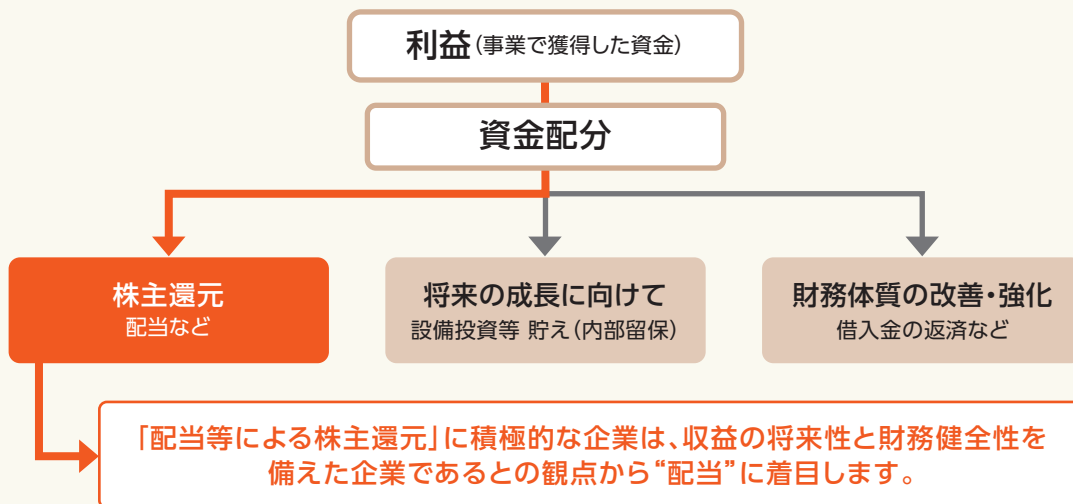 利益(事業で獲得した資金)
資金配分
株主還元
配当など
将来の成長に向けて
設備投資等 貯え(内部留保)
財務体質の改善・強化
借入金の返済など
「配当等による株主還元」に積極的な企業は、収益の将来性と財務健全性を
備えた企業であるとの観点から“配当”に着目します。